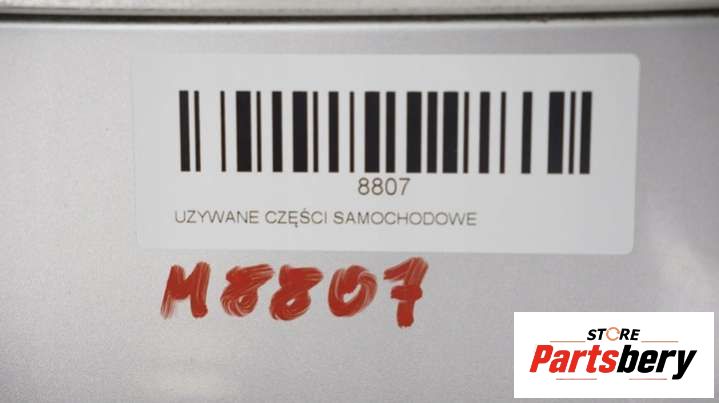 8807
UZYWANE CZĘŚCI SAMOCHODOWE
M8807
STORE
Partsbery